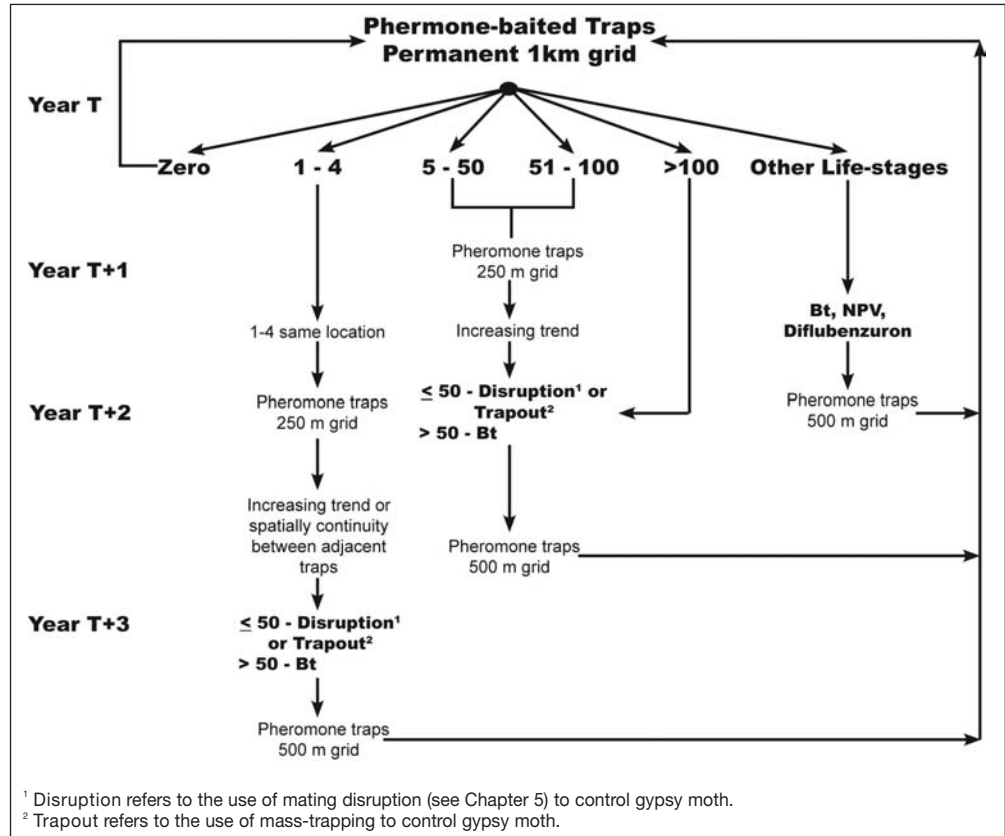 Phermone-baited Traps
Permanent 1km grid
Year T
Zero
1 - 4
5 - 50
51 - 100
>100
Other Life-stages
Year T+1
Pheromone traps
250 m grid
1-4 same location
Increasing trend
Bt, NPV,
Diflubenzuron
Year T+2
Pheromone traps
250 m grid
≤ 50 - Disruption¹ or
Trapout²
> 50 - Bt
Pheromone traps
500 m grid
Increasing trend or
spatially continuity
between adjacent
traps
Pheromone traps
500 m grid
Year T+3
≤ 50 - Disruption¹
or Trapout²
> 50 - Bt
Pheromone traps
500 m grid
¹ Disruption refers to the use of mating disruption (see Chapter 5) to control gypsy moth.
² Trapout refers to the use of mass-trapping to control gypsy moth.